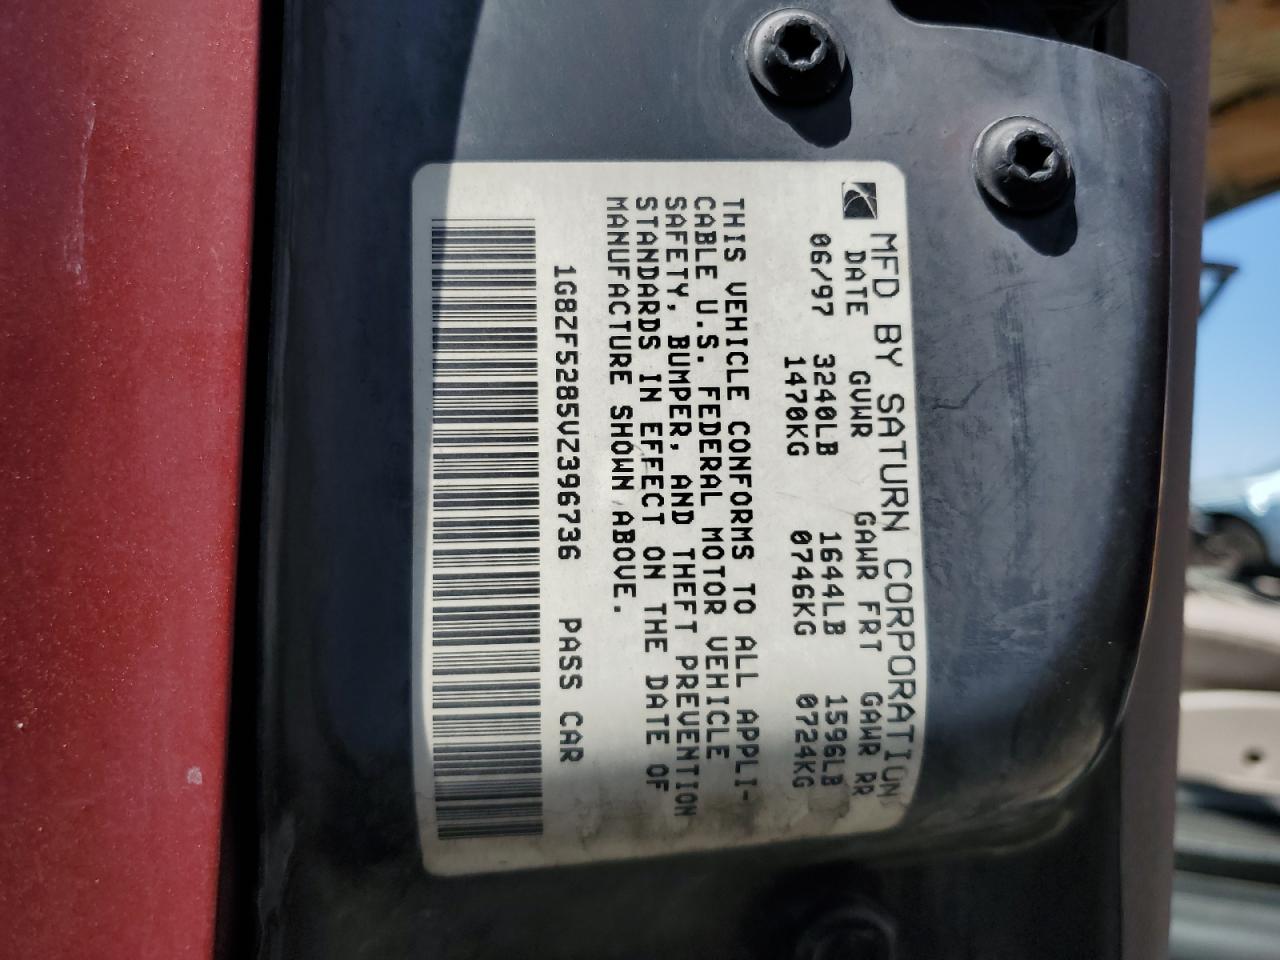 MFD BY SATURN CORPORATION
DATE GVWR GAWR FRT GAWR RR
06/97 3240LB 1644LB 1596LB
1470KG 0746KG 0724KG
THIS VEHICLE CONFORMS TO ALL APPLI-
CABLE U.S. FEDERAL MOTOR VEHICLE
SAFETY, BUMPER, AND THEFT PREVENTION
STANDARDS IN EFFECT ON THE DATE OF
MANUFACTURE SHOWN ABOVE.
1G8ZF5285VZ396736 PASS CAR